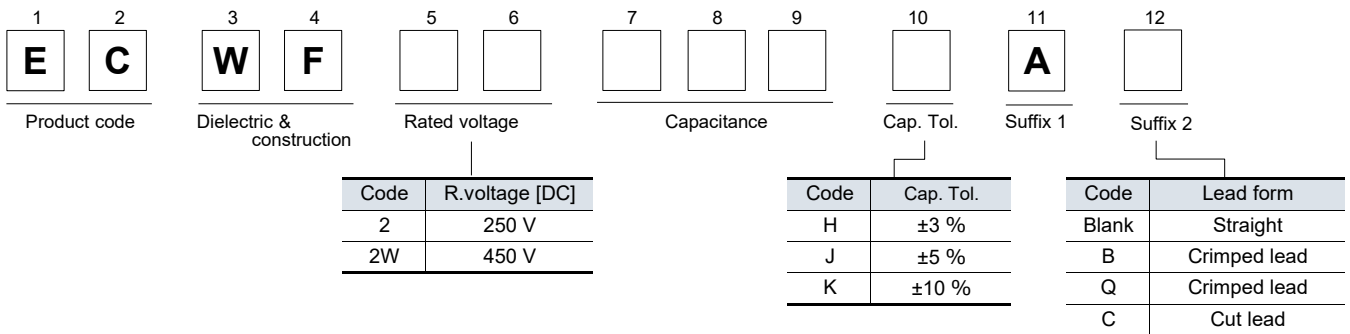 1 2 3 4 5 6 7 8 9 10 11 12
E C W F A
Product code Dielectric & construction Rated voltage Capacitance Cap. Tol. Suffix 1 Suffix 2
Code R.voltage [DC]
2 250 V
2W 450 V
Code Cap. Tol.
H ±3 %
J ±5 %
K ±10 %
Code Lead form
Blank Straight
B Crimped lead
Q Crimped lead
C Cut lead